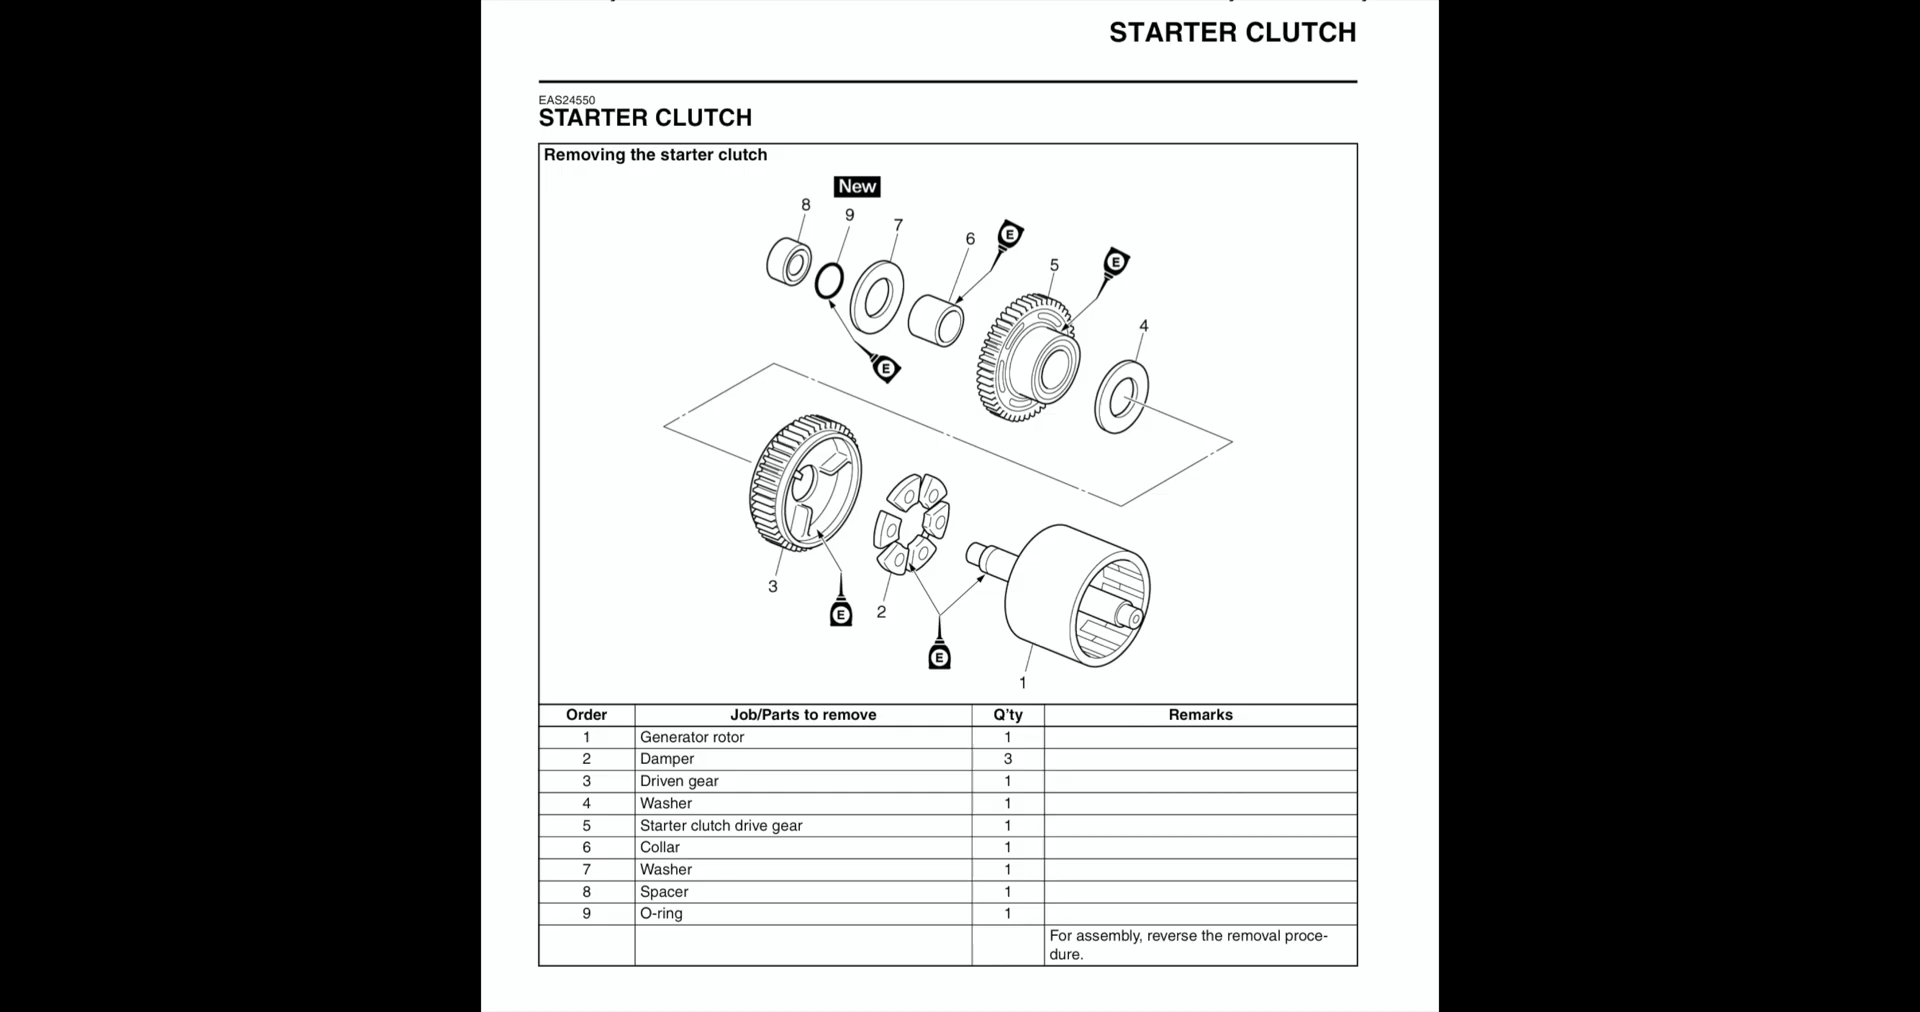 STARTER CLUTCH
EAS24550
STARTER CLUTCH
Removing the starter clutch
New
8
9
7
6
E
5
E
4
E
3
E
2
E
1
Order Job/Parts to remove Q'ty Remarks
1 Generator rotor 1
2 Damper 3
3 Driven gear 1
4 Washer 1
5 Starter clutch drive gear 1
6 Collar 1
7 Washer 1
8 Spacer 1
9 O-ring 1
For assembly, reverse the removal proce-
dure.